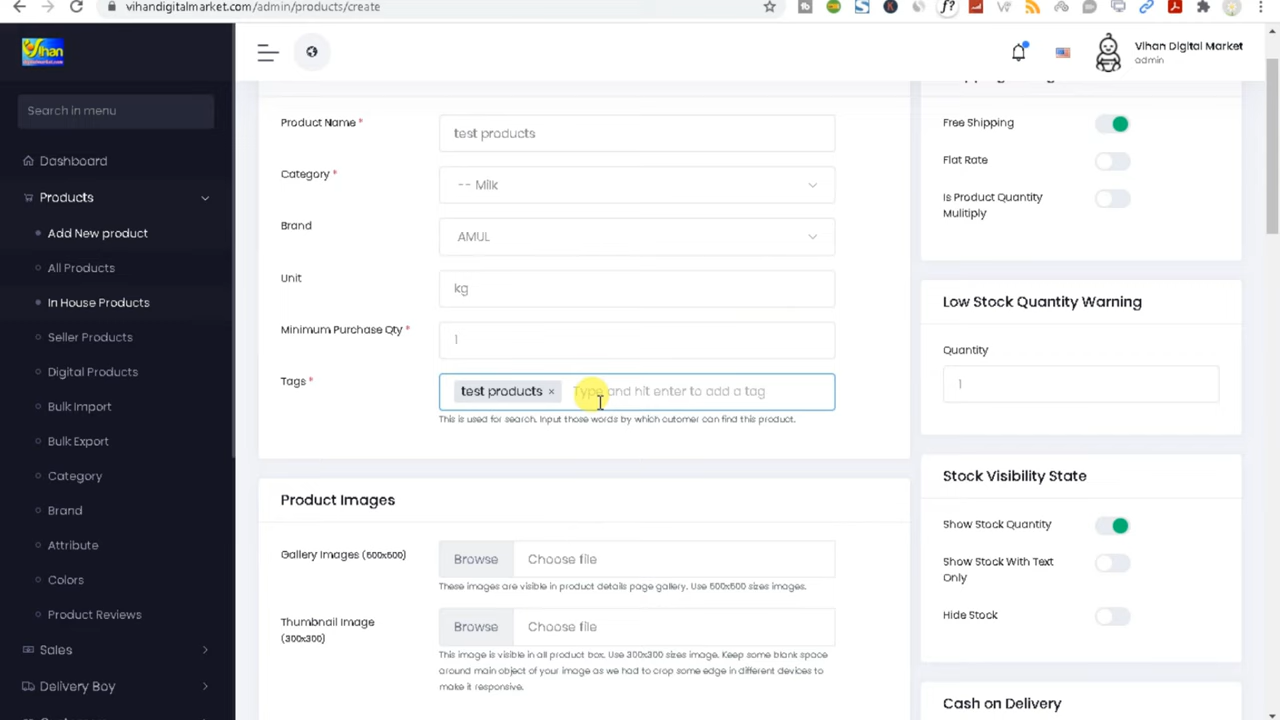 vihandigitalmarket.com/admin/products/create
Vihan
Search in menu
Dashboard
Products
Add New product
All Products
In House Products
Seller Products
Digital Products
Bulk Import
Bulk Export
Category
Brand
Attribute
Colors
Product Reviews
Sales
Delivery Boy
Vihan Digital Market
admin
Product Name *
test products
Category *
-- Milk
Brand
AMUL
Unit
kg
Minimum Purchase Qty *
1
Tags *
test products × Type and hit enter to add a tag
This is used for search. Input those words by which cutomer can find this product.
Product Images
Gallery Images (600x600)
Browse Choose file
These images are visible in product details page gallery. Use 600x600 sizes images.
Thumbnail Image
(300x300)
Browse Choose file
This image is visible in all product box. Use 300x300 sizes image. Keep some blank space
around main object of your image as we had to crop some edge in different devices to
make it responsive.
Free Shipping
Flat Rate
Is Product Quantity
Mulitiply
Low Stock Quantity Warning
Quantity
1
Stock Visibility State
Show Stock Quantity
Show Stock With Text
Only
Hide Stock
Cash on Delivery